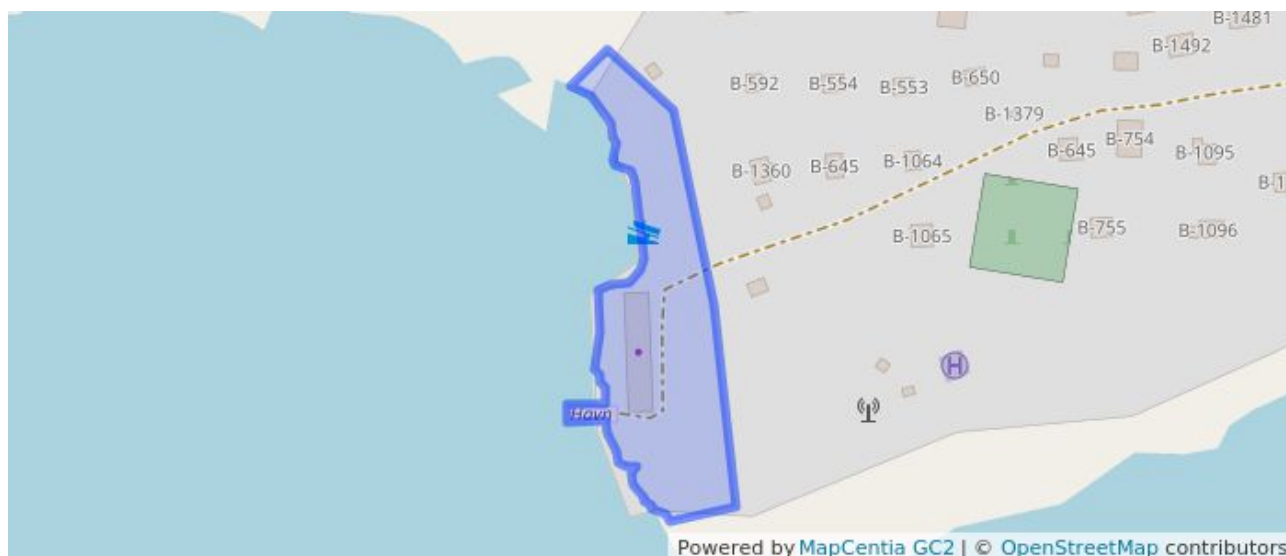 B-1481
B-1492
B-592
B-554
B-553
B-650
B-1379
B-754
B-645
B-1095
B-1360
B-645
B-1064
B-1
B-1065
B-755
B-1096
H
Havn
Powered by MapCentia GC2 | © OpenStreetMap contributors